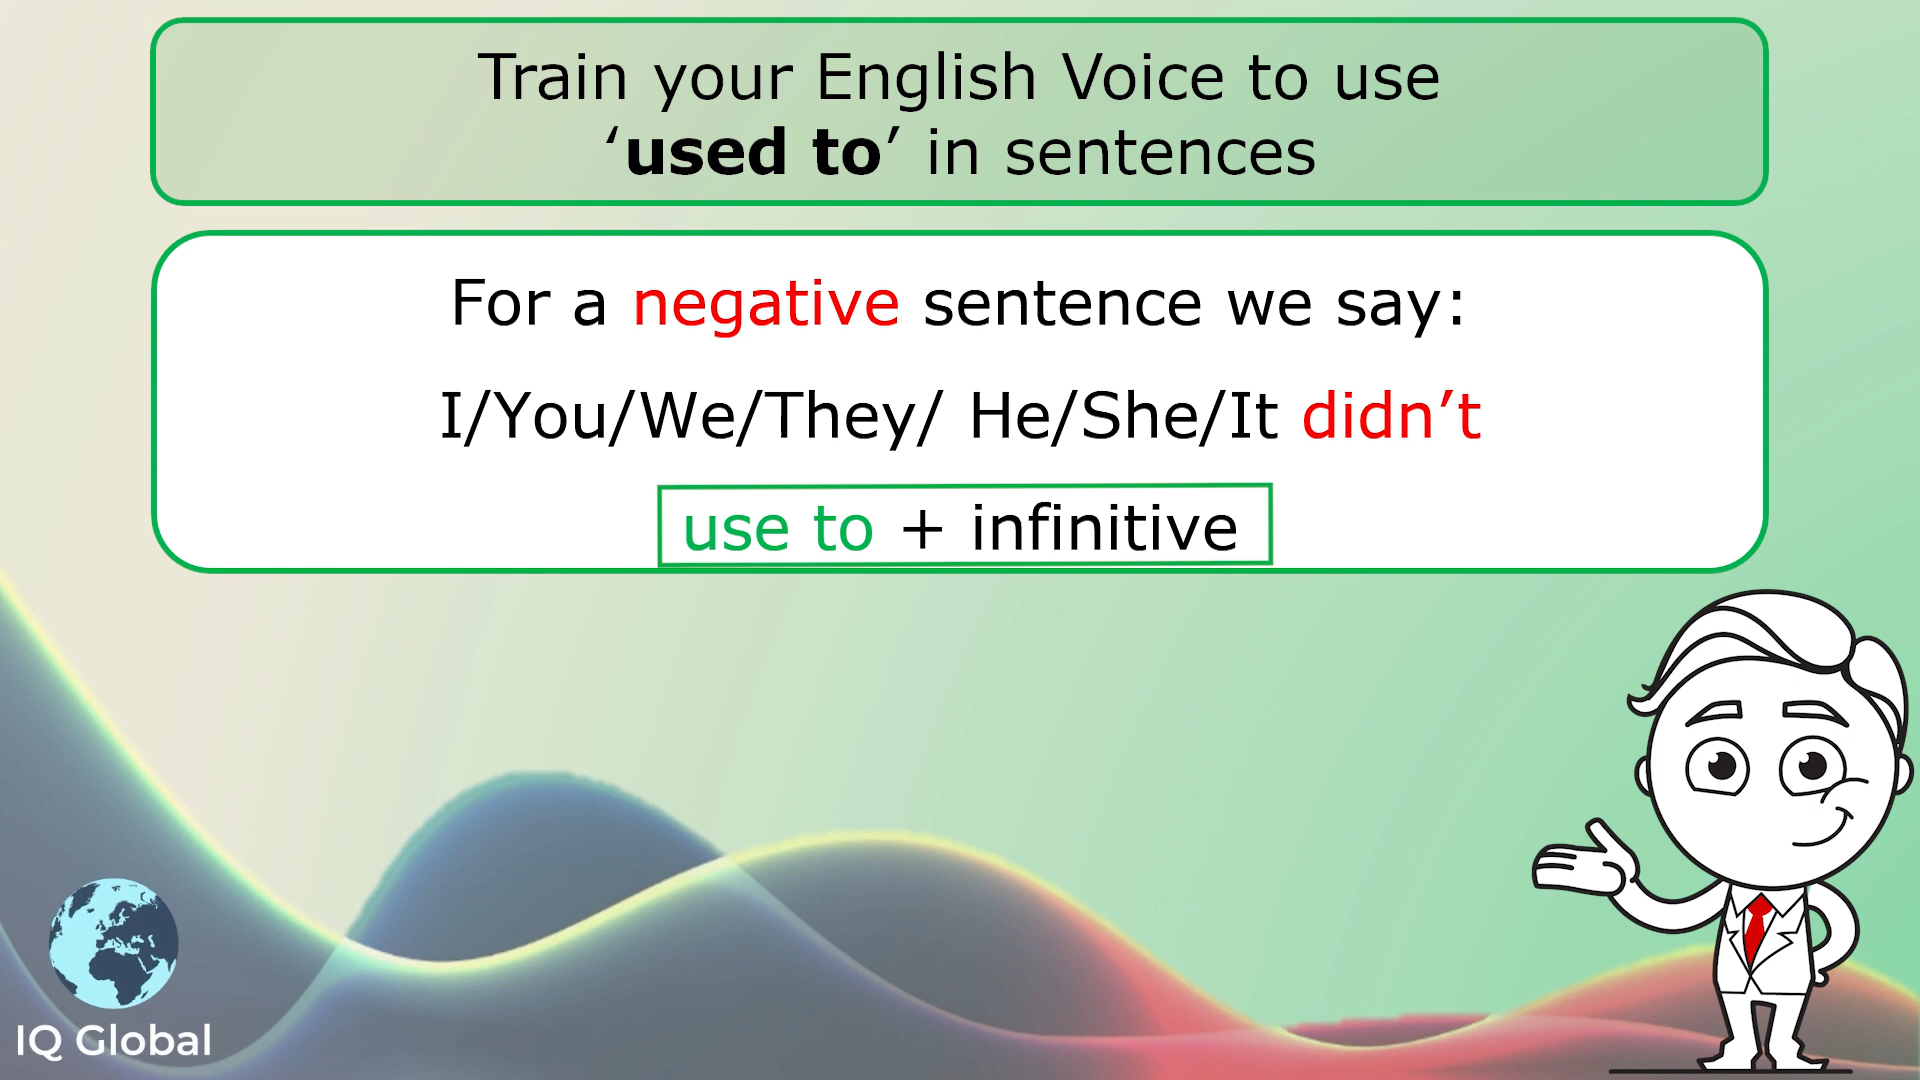 Train your English Voice to use
‘used to’ in sentences
For a negative sentence we say:
I/You/We/They/ He/She/It didn’t
use to + infinitive
IQ Global